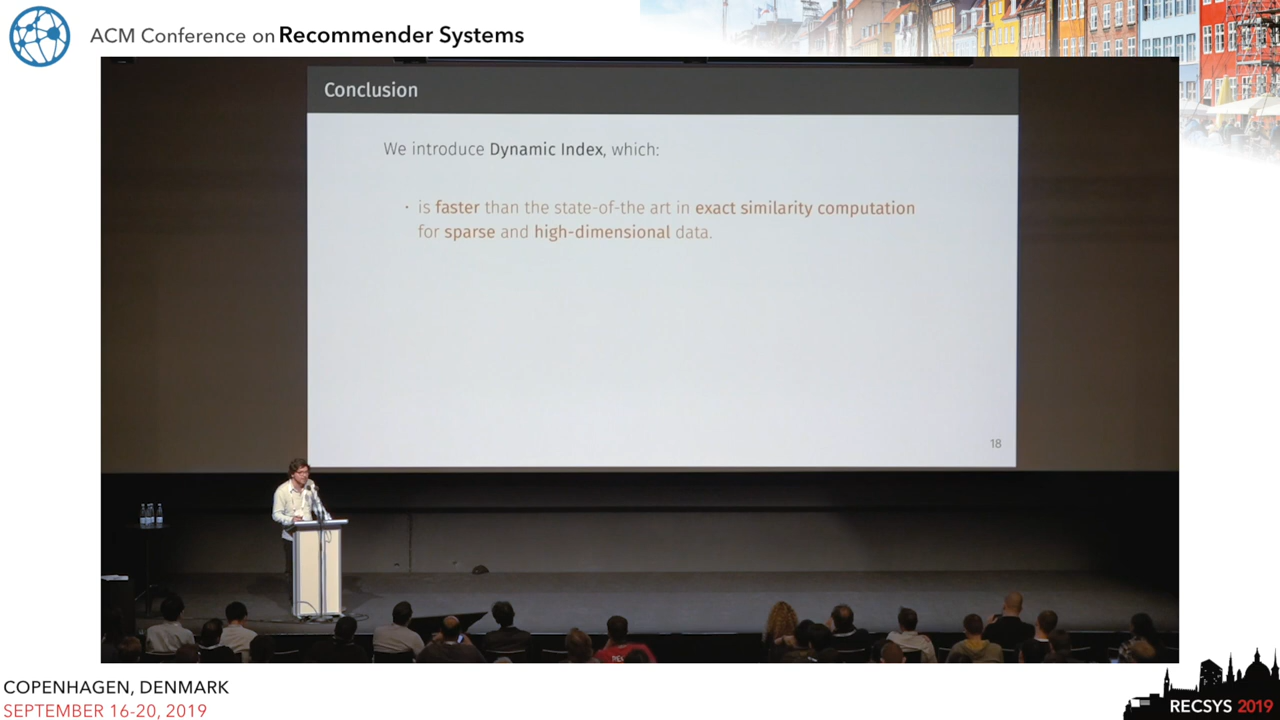 ACM Conference on Recommender Systems
Conclusion
We introduce Dynamic Index, which:
· is faster than the state-of-the art in exact similarity computation
for sparse and high-dimensional data.
18
COPENHAGEN, DENMARK
SEPTEMBER 16-20, 2019
RECSYS 2019